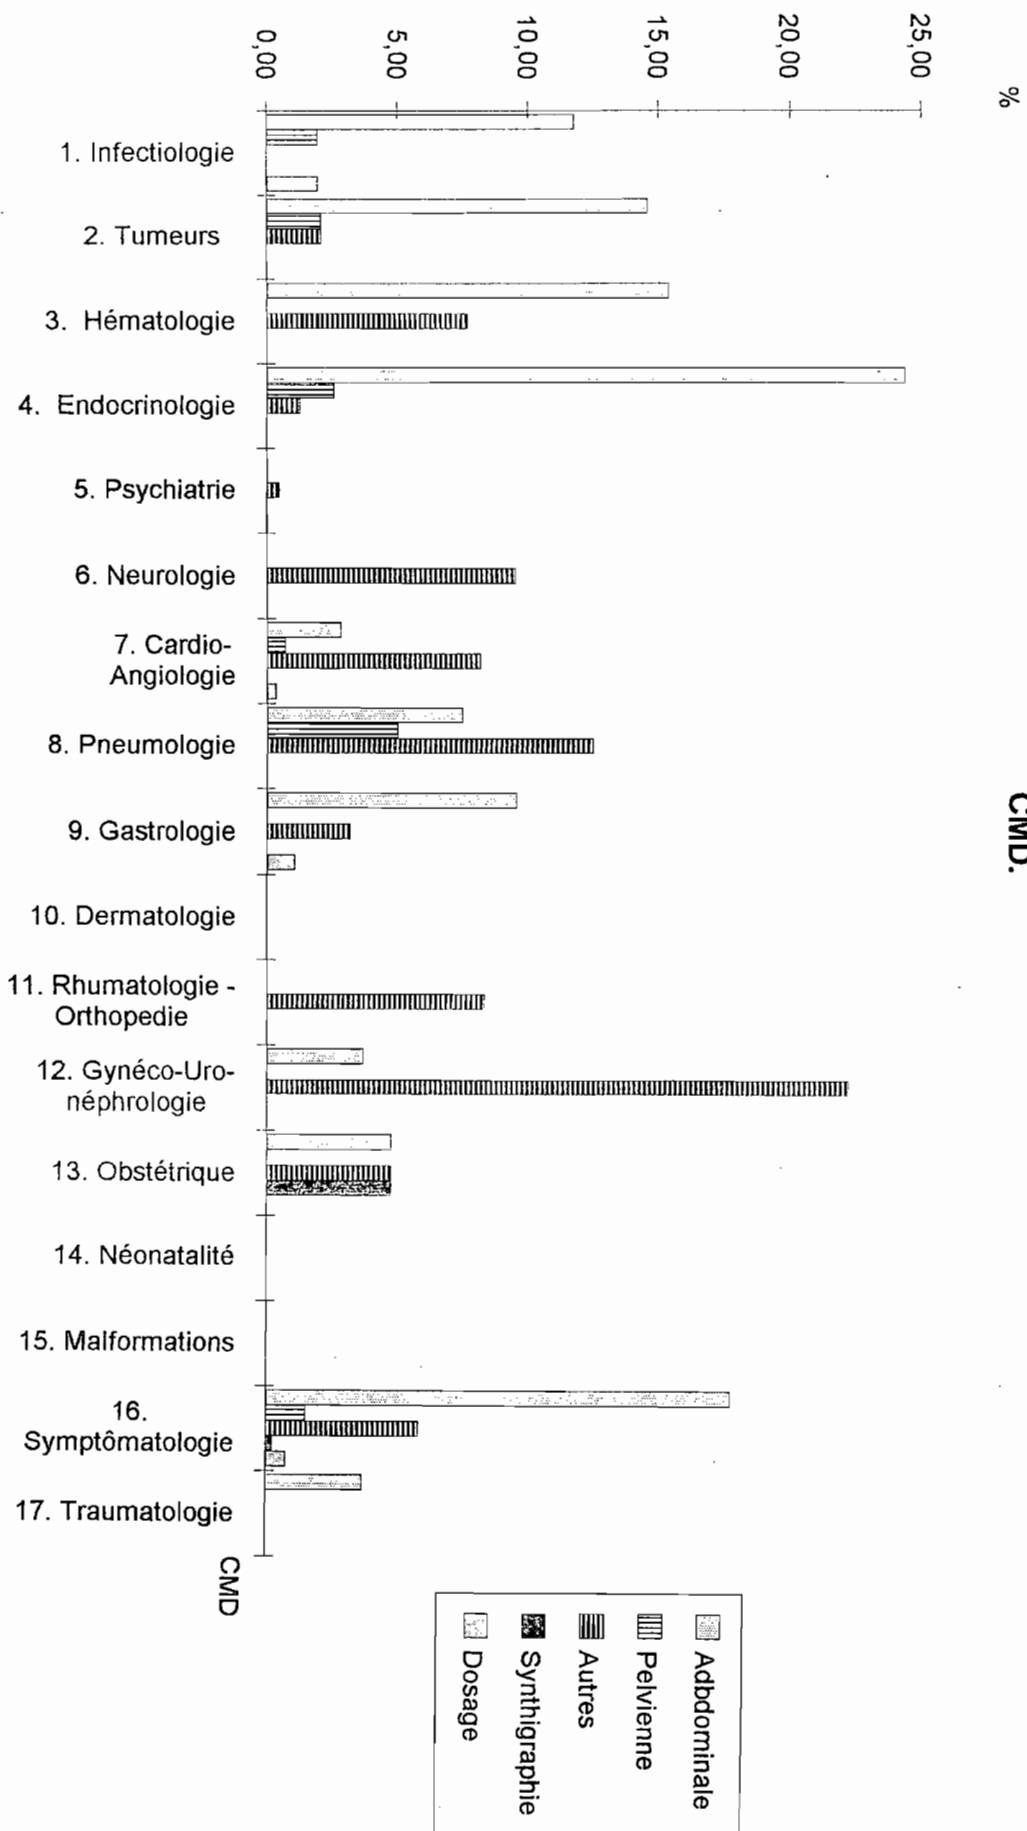 CMD.
%
25,00
20,00
15,00
10,00
5,00
0,00
1. Infectiologie
2. Tumeurs
3. Hématologie
4. Endocrinologie
5. Psychiatrie
6. Neurologie
7. Cardio-
Angiologie
8. Pneumologie
9. Gastrologie
10. Dermatologie
11. Rhumatologie -
Orthopedie
12. Gynéco-Uro-
néphrologie
13. Obstétrique
14. Néonatalité
15. Malformations
16.
Symptômatologie
17. Traumatologie
CMD
Adbdominale
Pelvienne
Autres
Synthigraphie
Dosage